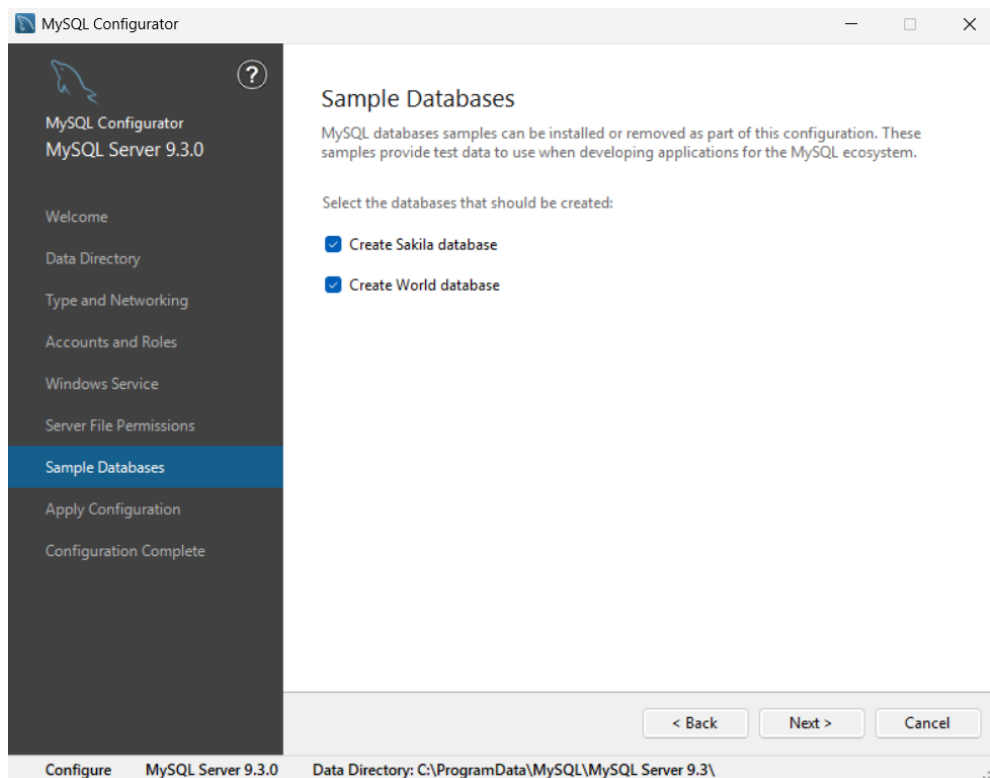 MySQL Configurator
?
MySQL Configurator
MySQL Server 9.3.0
Welcome
Data Directory
Type and Networking
Accounts and Roles
Windows Service
Server File Permissions
Sample Databases
Apply Configuration
Configuration Complete
Sample Databases
MySQL databases samples can be installed or removed as part of this configuration. These
samples provide test data to use when developing applications for the MySQL ecosystem.
Select the databases that should be created:
Create Sakila database
Create World database
< Back Next > Cancel
Configure MySQL Server 9.3.0 Data Directory: C:\ProgramData\MySQL\MySQL Server 9.3\